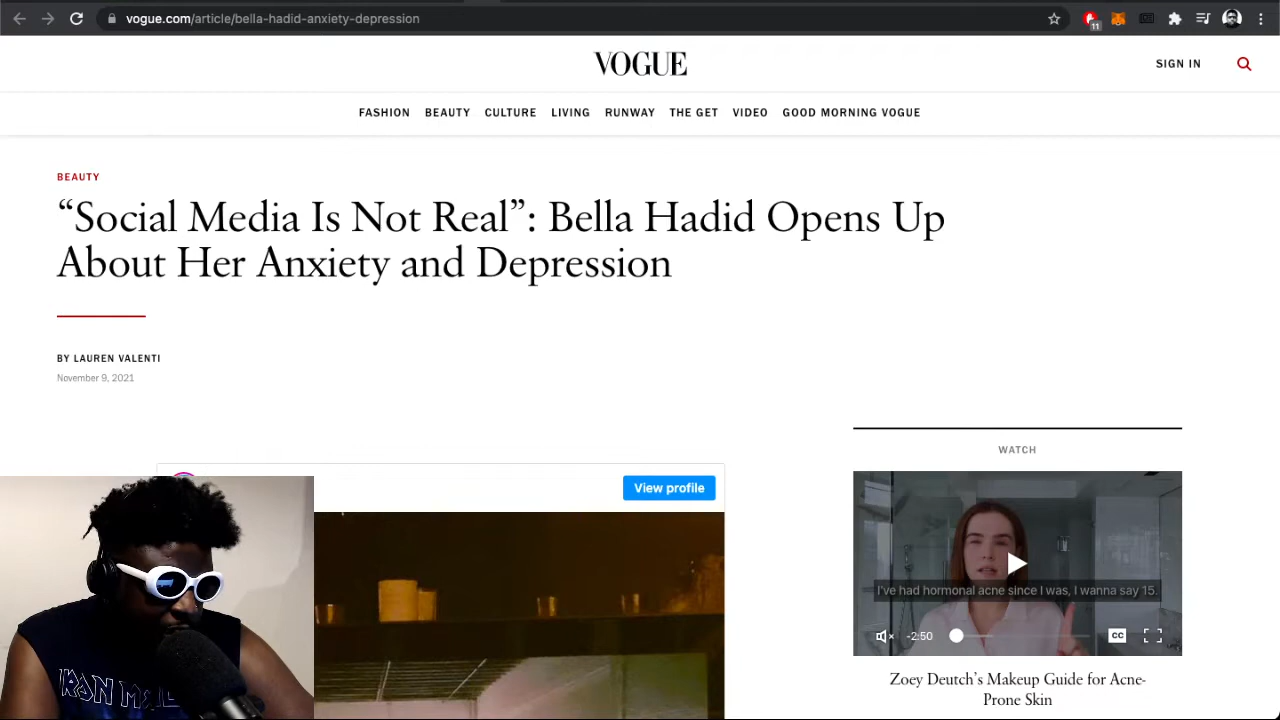 vogue.com/article/bella-hadid-anxiety-depression
11
VOGUE
SIGN IN
FASHION BEAUTY CULTURE LIVING RUNWAY THE GET VIDEO GOOD MORNING VOGUE
BEAUTY
“Social Media Is Not Real”: Bella Hadid Opens Up
About Her Anxiety and Depression
BY LAUREN VALENTI
November 9, 2021
View profile
WATCH
I've had hormonal acne since I was, I wanna say 15.
-2:50
CC
Zoey Deutch’s Makeup Guide for Acne-
Prone Skin
IRON